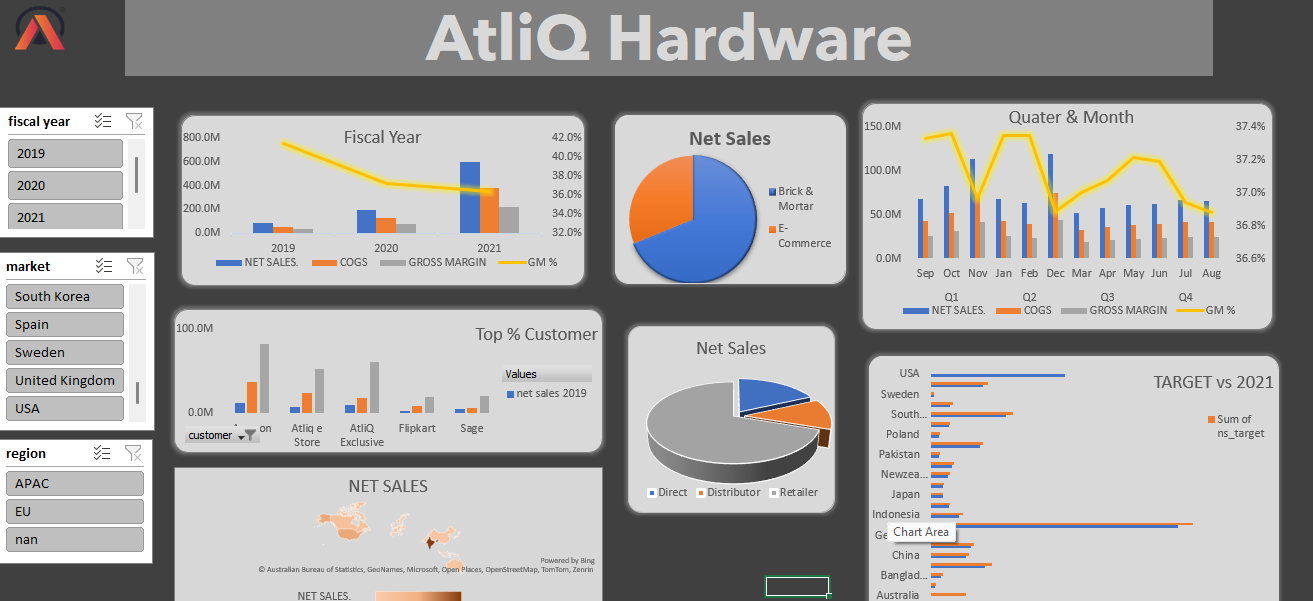 AtliQ Hardware
fiscal year
2019
2020
2021
market
South Korea
Spain
Sweden
United Kingdom
USA
region
APAC
EU
nan
Fiscal Year
800.0M
600.0M
400.0M
200.0M
0.0M
42.0%
40.0%
38.0%
36.0%
34.0%
32.0%
2019 2020 2021
NET SALES. COGS GROSS MARGIN GM %
Net Sales
Brick &
Mortar
E-
Commerce
Quater & Month
150.0M
100.0M
50.0M
0.0M
37.4%
37.2%
37.0%
36.8%
36.6%
Sep Oct Nov Jan Feb Dec Mar Apr May Jun Jul Aug
Q1 Q2 Q3 Q4
NET SALES. COGS GROSS MARGIN GM %
Top % Customer
100.0M
0.0M
Values
net sales 2019
on Atliq e AtliQ Flipkart Sage
Store Exclusive
customer
Net Sales
Direct Distributor Retailer
TARGET vs 2021
USA
Sweden
South...
Poland
Pakistan
Newzea...
Japan
Indonesia
Ge
China
Banglad...
Australia
Sum of
ns_target
Chart Area
NET SALES
Powered by Bing
© Australian Bureau of Statistics, GeoNames, Microsoft, Open Places, OpenStreetMap, TomTom, Zenrin
NET SALES.